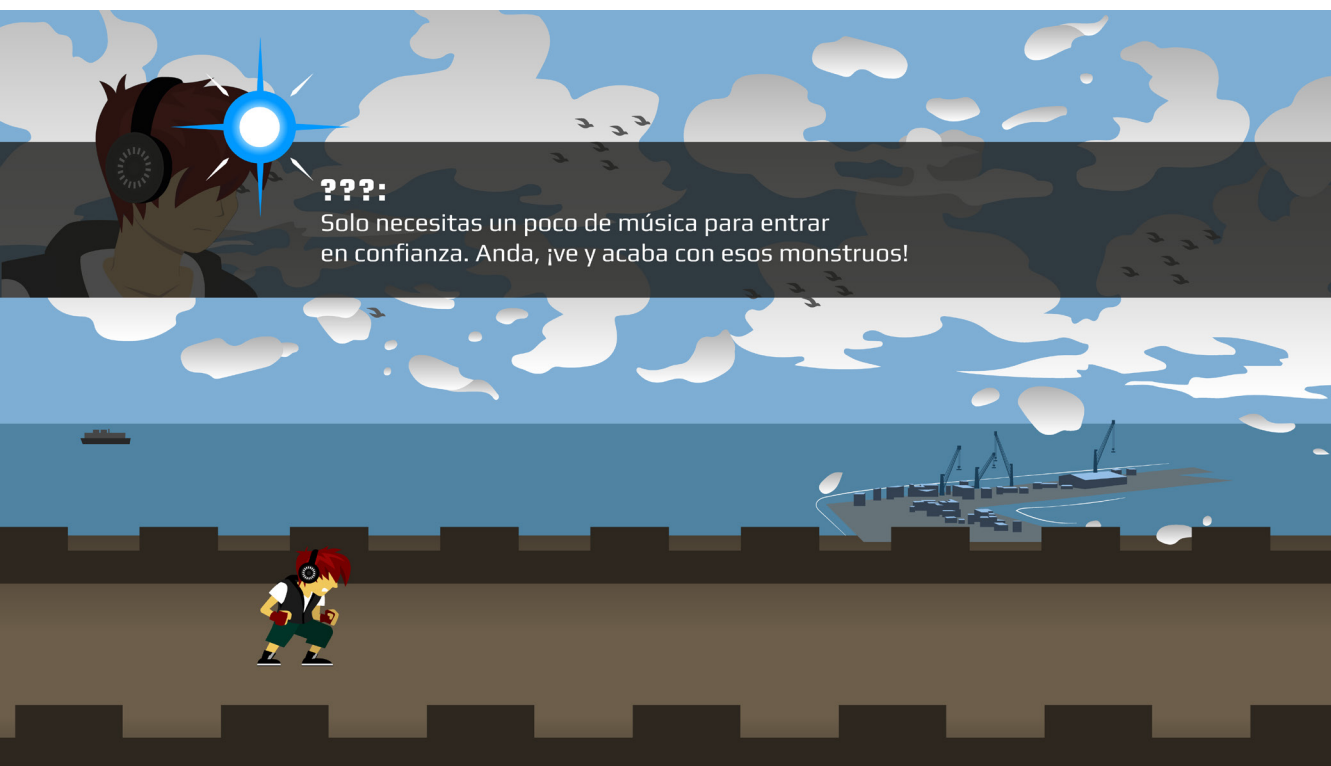 ???:
Solo necesitas un poco de música para entrar
en confianza. Anda, ¡ve y acaba con esos monstruos!